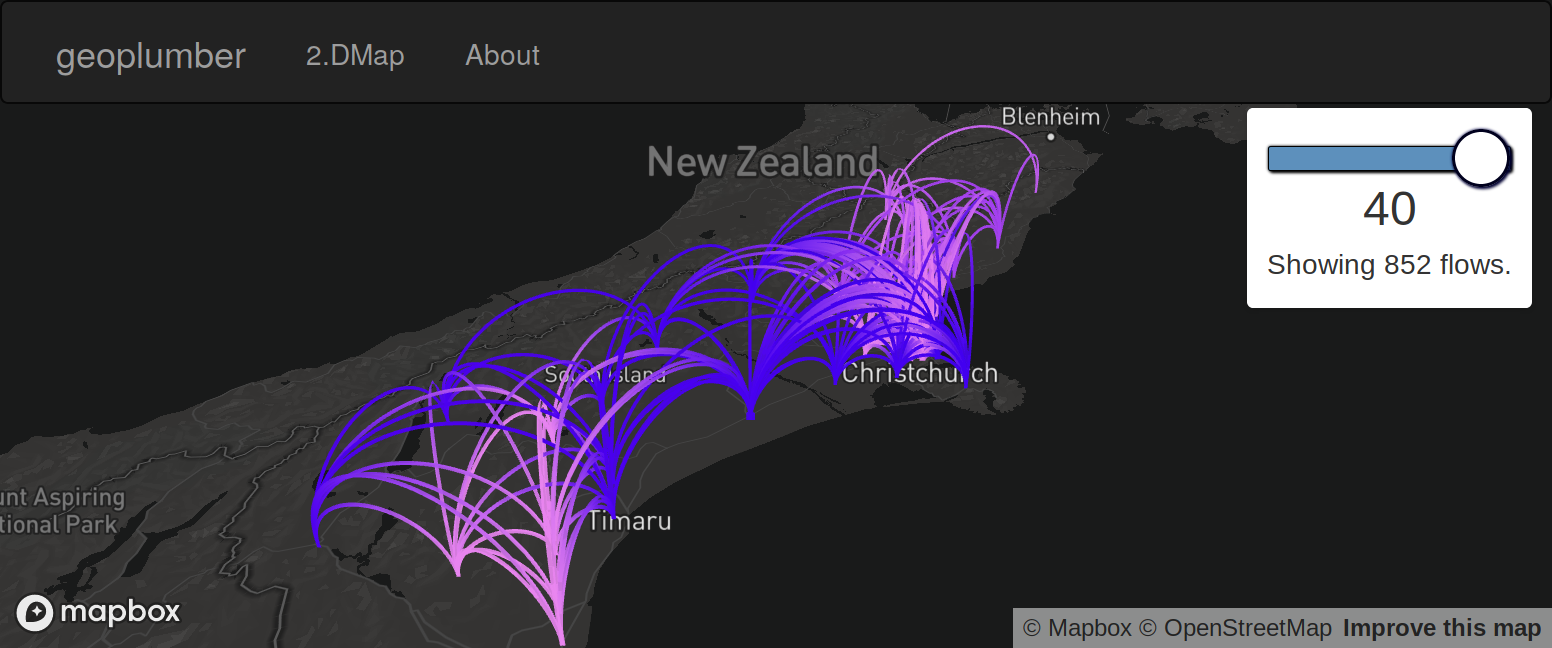 geoplumber 2.DMap About
Blenheim
New Zealand
40
Showing 852 flows.
South Island
Christchurch
unt Aspiring
tional Park
Timaru
mapbox
© Mapbox © OpenStreetMap Improve this map